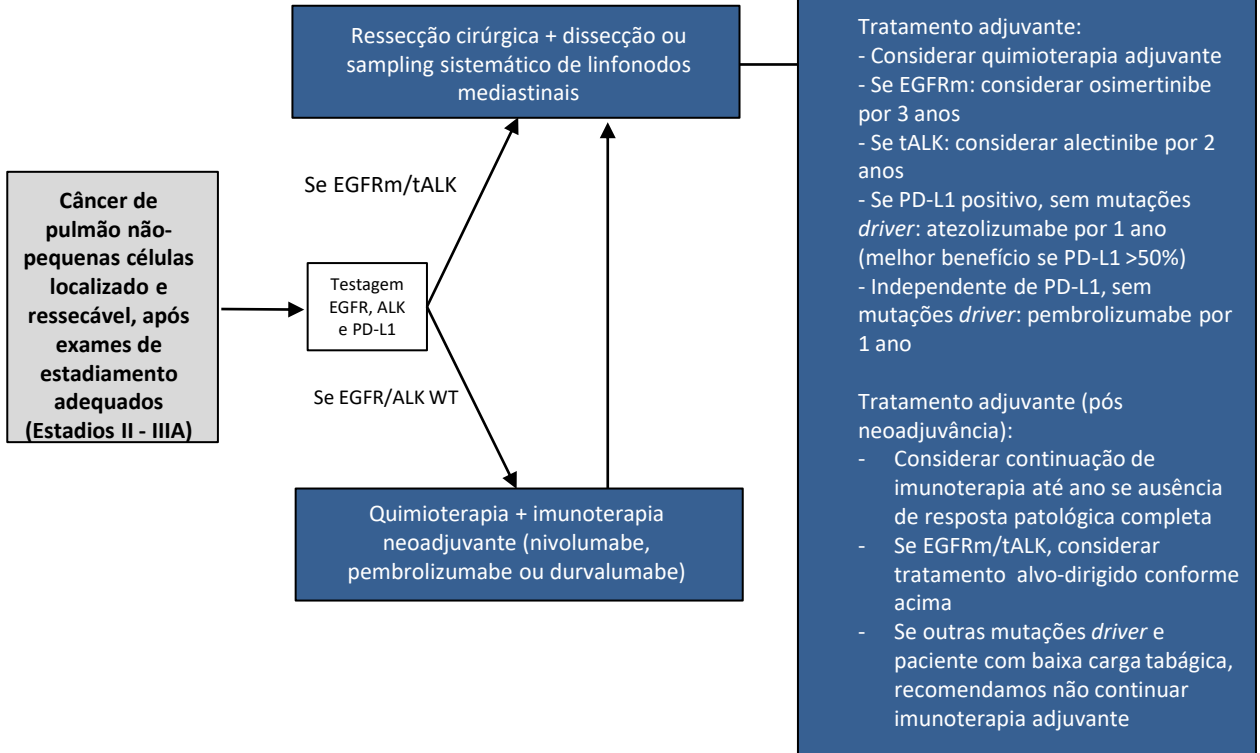 Câncer de
pulmão não-
pequenas células
localizado e
ressecável, após
exames de
estadiamento
adequados
(Estadios II - IIIA)
Testagem
EGFR, ALK
e PD-L1
Se EGFRm/tALK
Se EGFR/ALK WT
Ressecção cirúrgica + dissecção ou
sampling sistemático de linfonodos
mediastinais
Quimioterapia + imunoterapia
neoadjuvante (nivolumabe,
pembrolizumabe ou durvalumabe)
Tratamento adjuvante:
- Considerar quimioterapia adjuvante
- Se EGFRm: considerar osimertinibe
por 3 anos
- Se tALK: considerar alectinibe por 2
anos
- Se PD-L1 positivo, sem mutações
driver: atezolizumabe por 1 ano
(melhor benefício se PD-L1 >50%)
- Independente de PD-L1, sem
mutações driver: pembrolizumabe por
1 ano
Tratamento adjuvante (pós
neoadjuvância):
- Considerar continuação de
imunoterapia até ano se ausência
de resposta patológica completa
- Se EGFRm/tALK, considerar
tratamento alvo-dirigido conforme
acima
- Se outras mutações driver e
paciente com baixa carga tabágica,
recomendamos não continuar
imunoterapia adjuvante